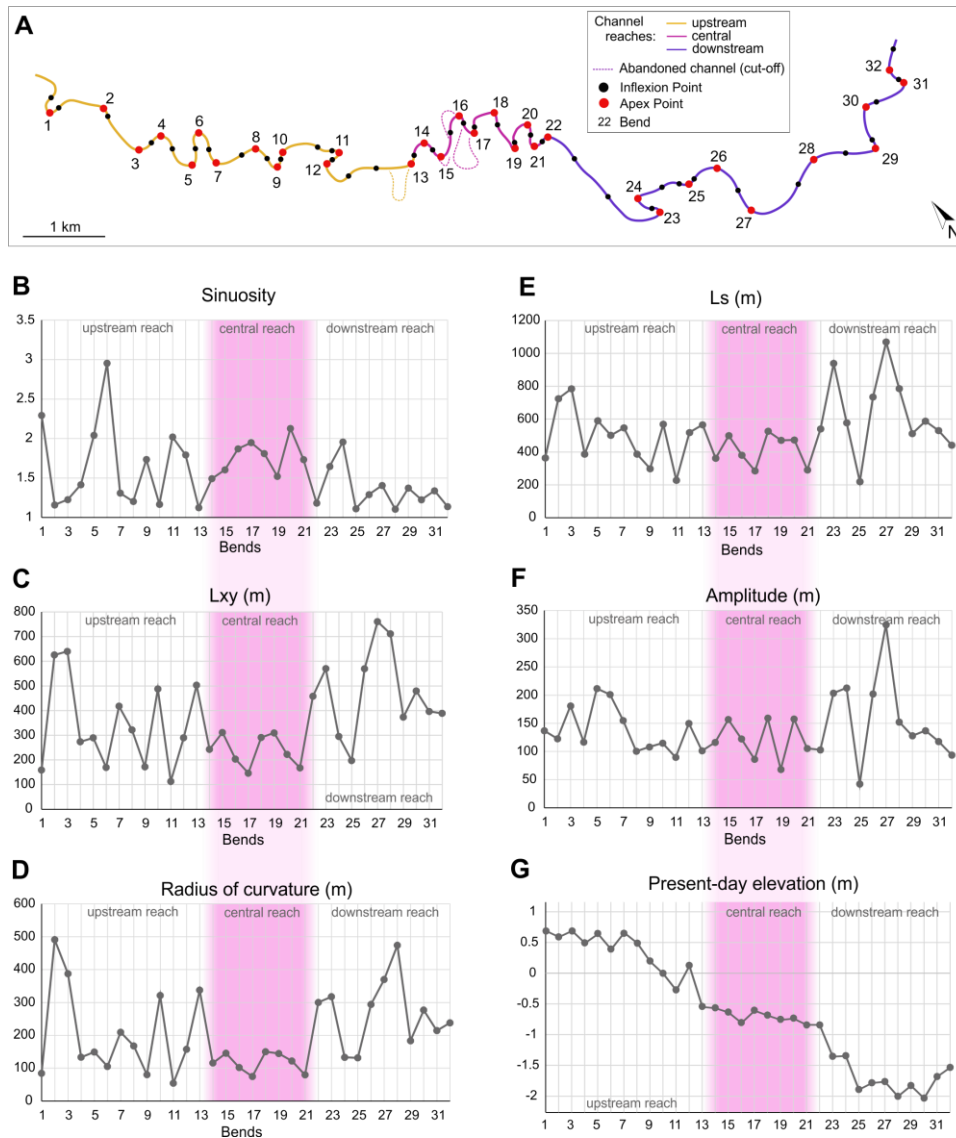 A
Channel reaches:
upstream
central
downstream
Abandoned channel (cut-off)
Inflexion Point
Apex Point
22 Bend
1
2
3
4
5
6
7
8
9
10
11
12
13
14
15
16
17
18
19
20
21
22
23
24
25
26
27
28
29
30
31
32
1 km
N
B
Sinuosity
upstream reach central reach downstream reach
3.5
3
2.5
2
1.5
1
1 3 5 7 9 11 13 15 17 19 21 23 25 27 29 31
Bends
E
Ls (m)
upstream reach central reach downstream reach
1200
1000
800
600
400
200
0
1 3 5 7 9 11 13 15 17 19 21 23 25 27 29 31
Bends
C
Lxy (m)
upstream reach central reach
800
700
600
500
400
300
200
100
0
downstream reach
1 3 5 7 9 11 13 15 17 19 21 23 25 27 29 31
Bends
F
Amplitude (m)
upstream reach central reach downstream reach
350
300
250
200
150
100
50
0
1 3 5 7 9 11 13 15 17 19 21 23 25 27 29 31
Bends
D
Radius of curvature (m)
upstream reach central reach downstream reach
600
500
400
300
200
100
0
1 3 5 7 9 11 13 15 17 19 21 23 25 27 29 31
Bends
G
Present-day elevation (m)
central reach downstream reach
1
0.5
0
-0.5
-1
-1.5
-2
upstream reach
1 3 5 7 9 11 13 15 17 19 21 23 25 27 29 31
Bends